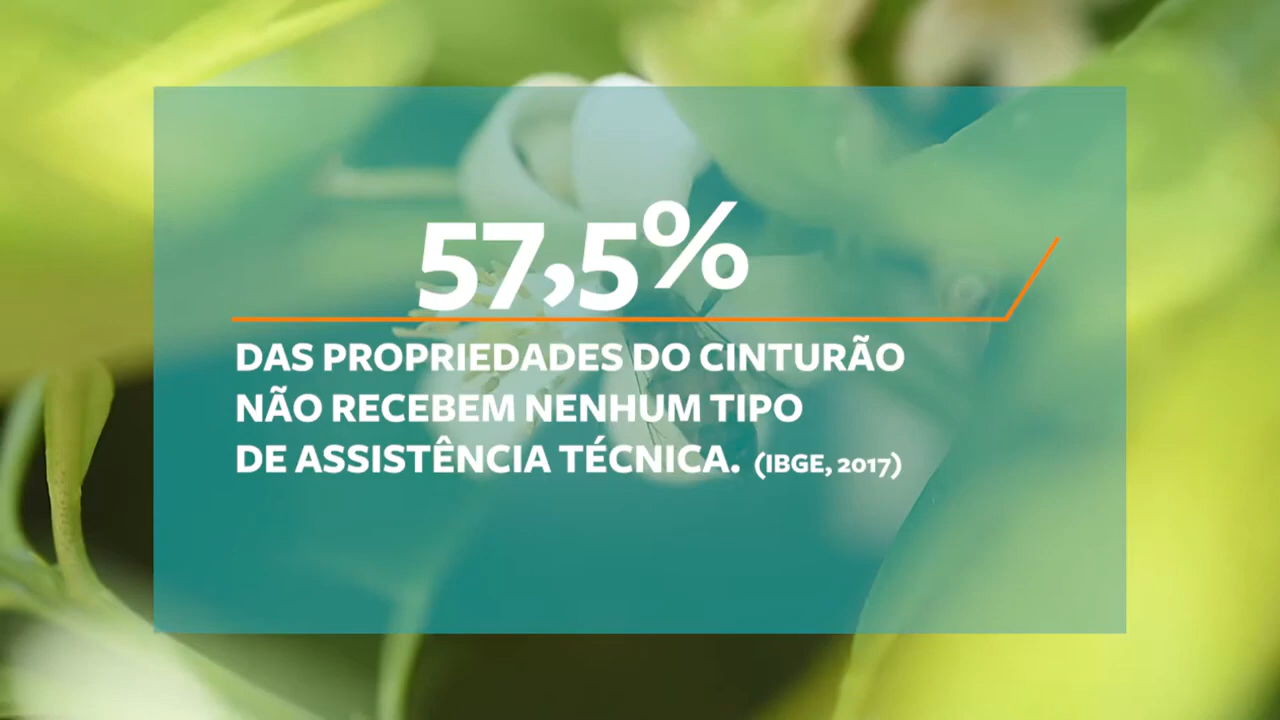 57,5%
DAS PROPRIEDADES DO CINTURÃO
NÃO RECEBEM NENHUM TIPO
DE ASSISTÊNCIA TÉCNICA. (IBGE, 2017)